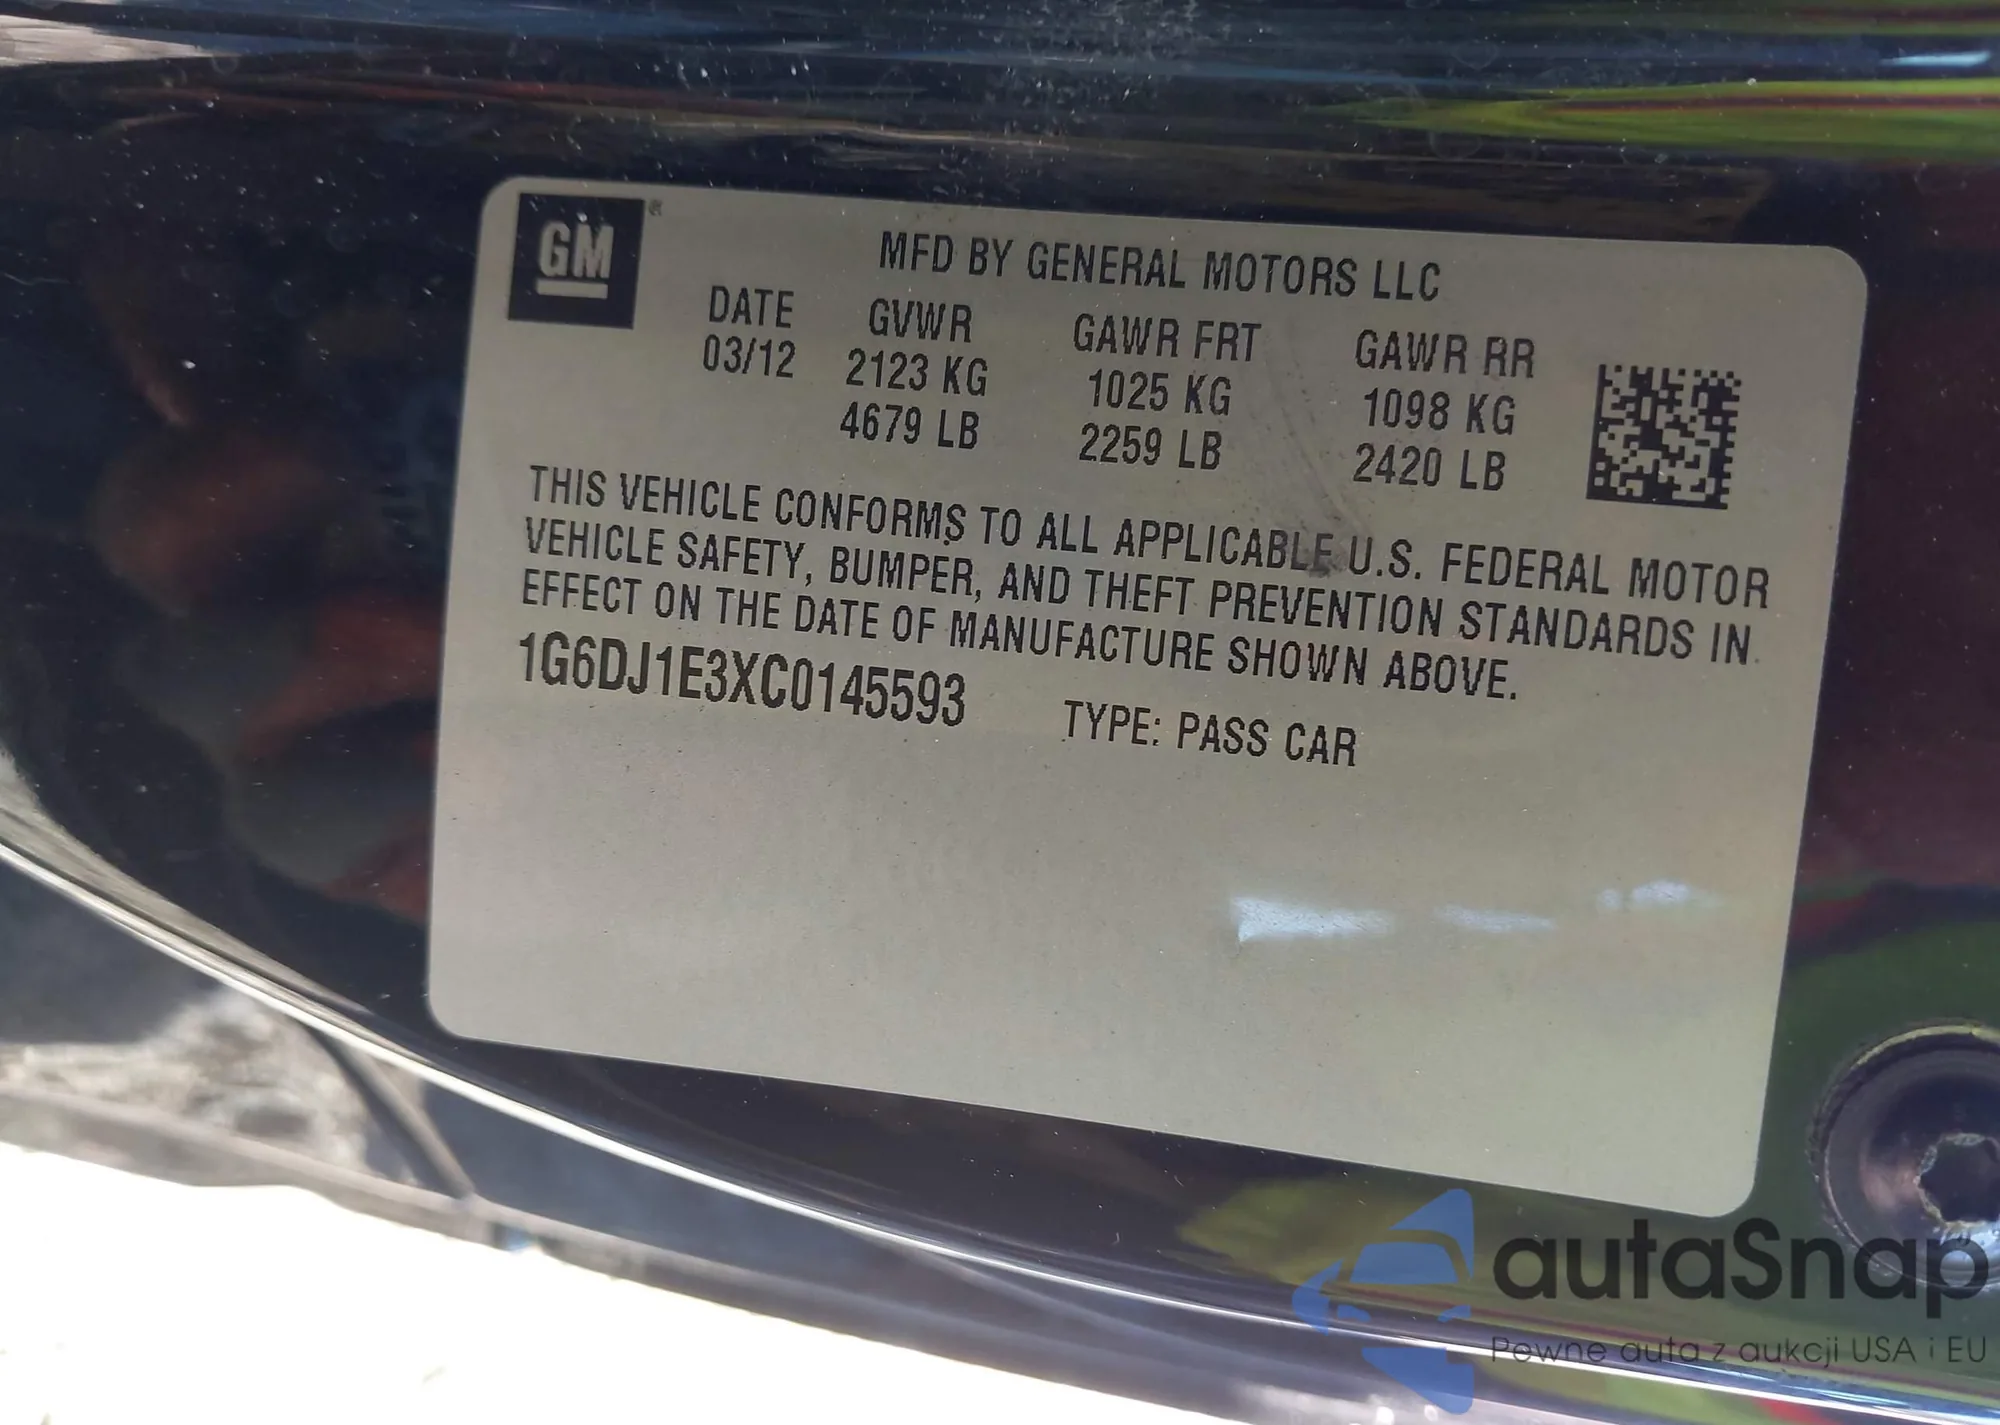 GM ®
MFD BY GENERAL MOTORS LLC
DATE GVWR GAWR FRT GAWR RR
03/12 2123 KG 1025 KG 1098 KG
4679 LB 2259 LB 2420 LB
THIS VEHICLE CONFORMS TO ALL APPLICABLE U.S. FEDERAL MOTOR
VEHICLE SAFETY, BUMPER, AND THEFT PREVENTION STANDARDS IN
EFFECT ON THE DATE OF MANUFACTURE SHOWN ABOVE.
1G6DJ1E3XC0145593 TYPE: PASS CAR
autaSnap
Pewne auta z aukcji USA i EU